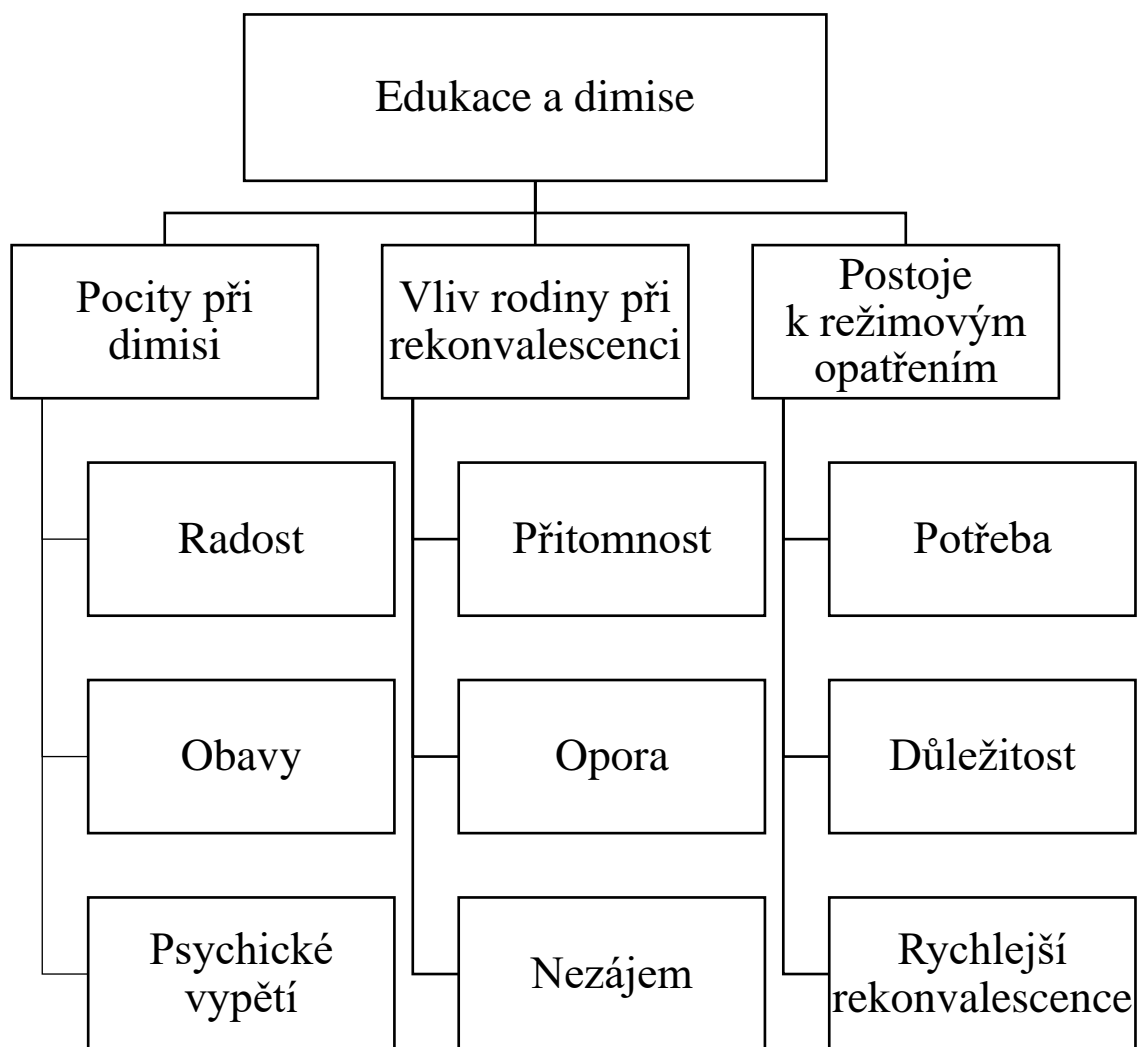 Edukace a dimise
Pocity při
dimisi
Vliv rodiny při
rekonvalescenci
Postoje
k režimovým
opatřením
Radost
Přitomnost
Potřeba
Obavy
Opora
Důležitost
Psychické
vypětí
Nezájem
Rychlejší
rekonvalescence